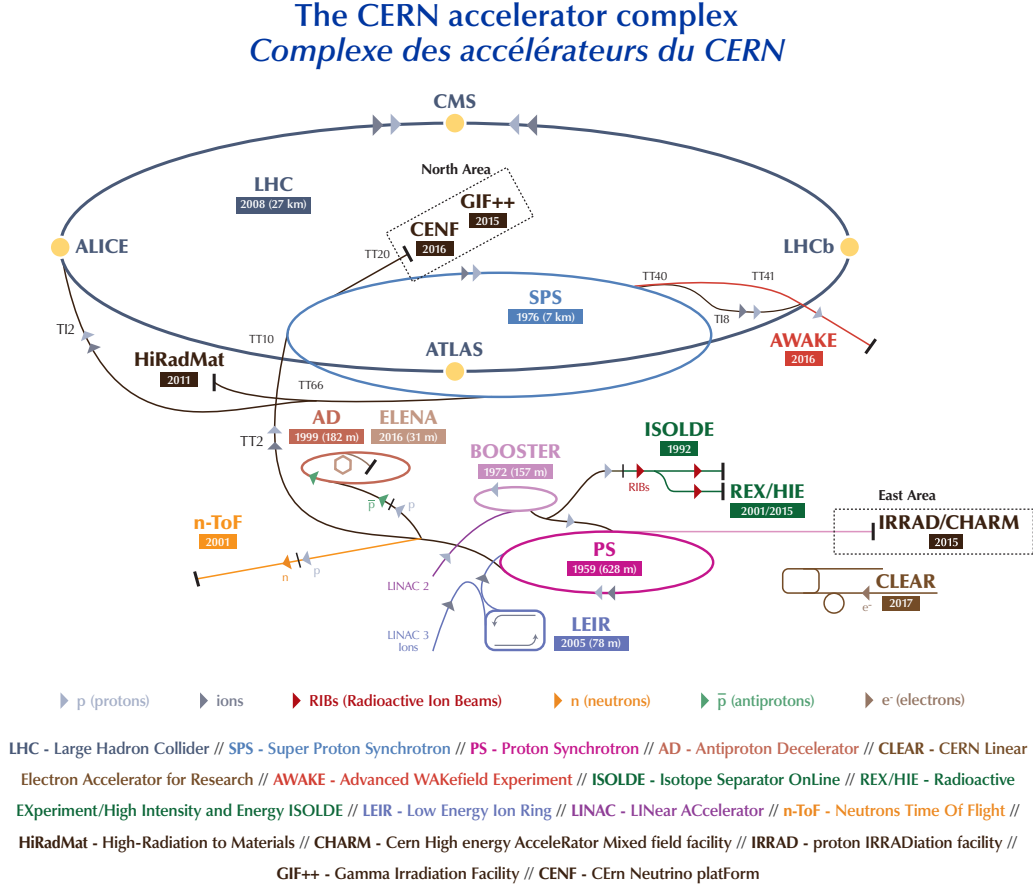 The CERN accelerator complex
Complexe des accélérateurs du CERN
CMS
North Area
LHC
2008 (27 km)
GIF++
2015
CENF
2016
TT20
ALICE
LHCb
TT40
TT41
SPS
1976 (7 km)
TI8
TI2
TT10
ATLAS
AWAKE
2016
HiRadMat
2011
TT66
AD
1999 (182 m)
ELENA
2016 (31 m)
TT2
BOOSTER
1972 (157 m)
ISOLDE
1992
RIBs
REX/HIE
2001/2015
East Area
p
p
n-ToF
2001
IRRAD/CHARM
2015
PS
1959 (628 m)
n
p
LINAC 2
CLEAR
2017
e-
LINAC 3
Ions
LEIR
2005 (78 m)
p (protons)
ions
RIBs (Radioactive Ion Beams)
n (neutrons)
p̅ (antiprotons)
e- (electrons)
LHC - Large Hadron Collider // SPS - Super Proton Synchrotron // PS - Proton Synchrotron // AD - Antiproton Decelerator // CLEAR - CERN Linear
Electron Accelerator for Research // AWAKE - Advanced WAKefield Experiment // ISOLDE - Isotope Separator OnLine // REX/HIE - Radioactive
EXperiment/High Intensity and Energy ISOLDE // LEIR - Low Energy Ion Ring // LINAC - LINear ACcelerator // n-ToF - Neutrons Time Of Flight //
HiRadMat - High-Radiation to Materials // CHARM - Cern High energy AcceleRator Mixed field facility // IRRAD - proton IRRADiation facility //
GIF++ - Gamma Irradiation Facility // CENF - CErn Neutrino platForm